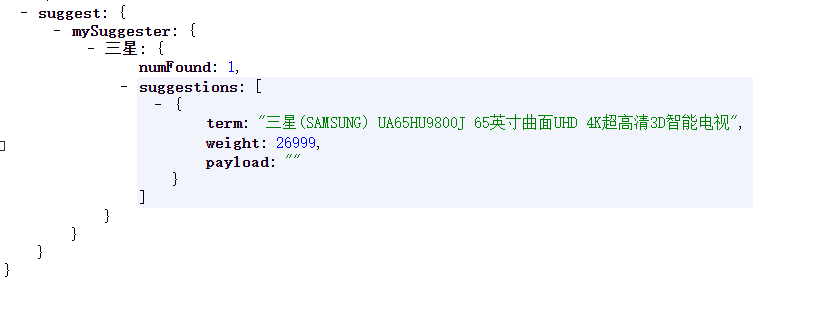 - suggest: {
- mySuggester: {
- 三星: {
numFound: 1,
- suggestions: [
- {
term: "三星(SAMSUNG) UA65HU9800J 65英寸曲面UHD 4K超高清3D智能电视",
weight: 26999,
payload: ""
}
]
}
}
}
}